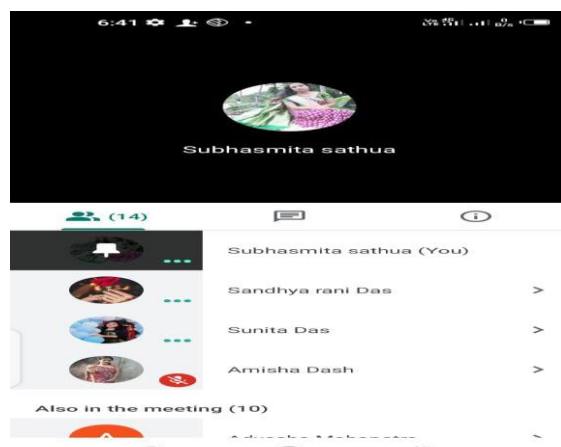 6:41
Subhasmita sathua
(14)
Subhasmita sathua (You)
Sandhya rani Das
Sunita Das
Amisha Dash
Also in the meeting (10)